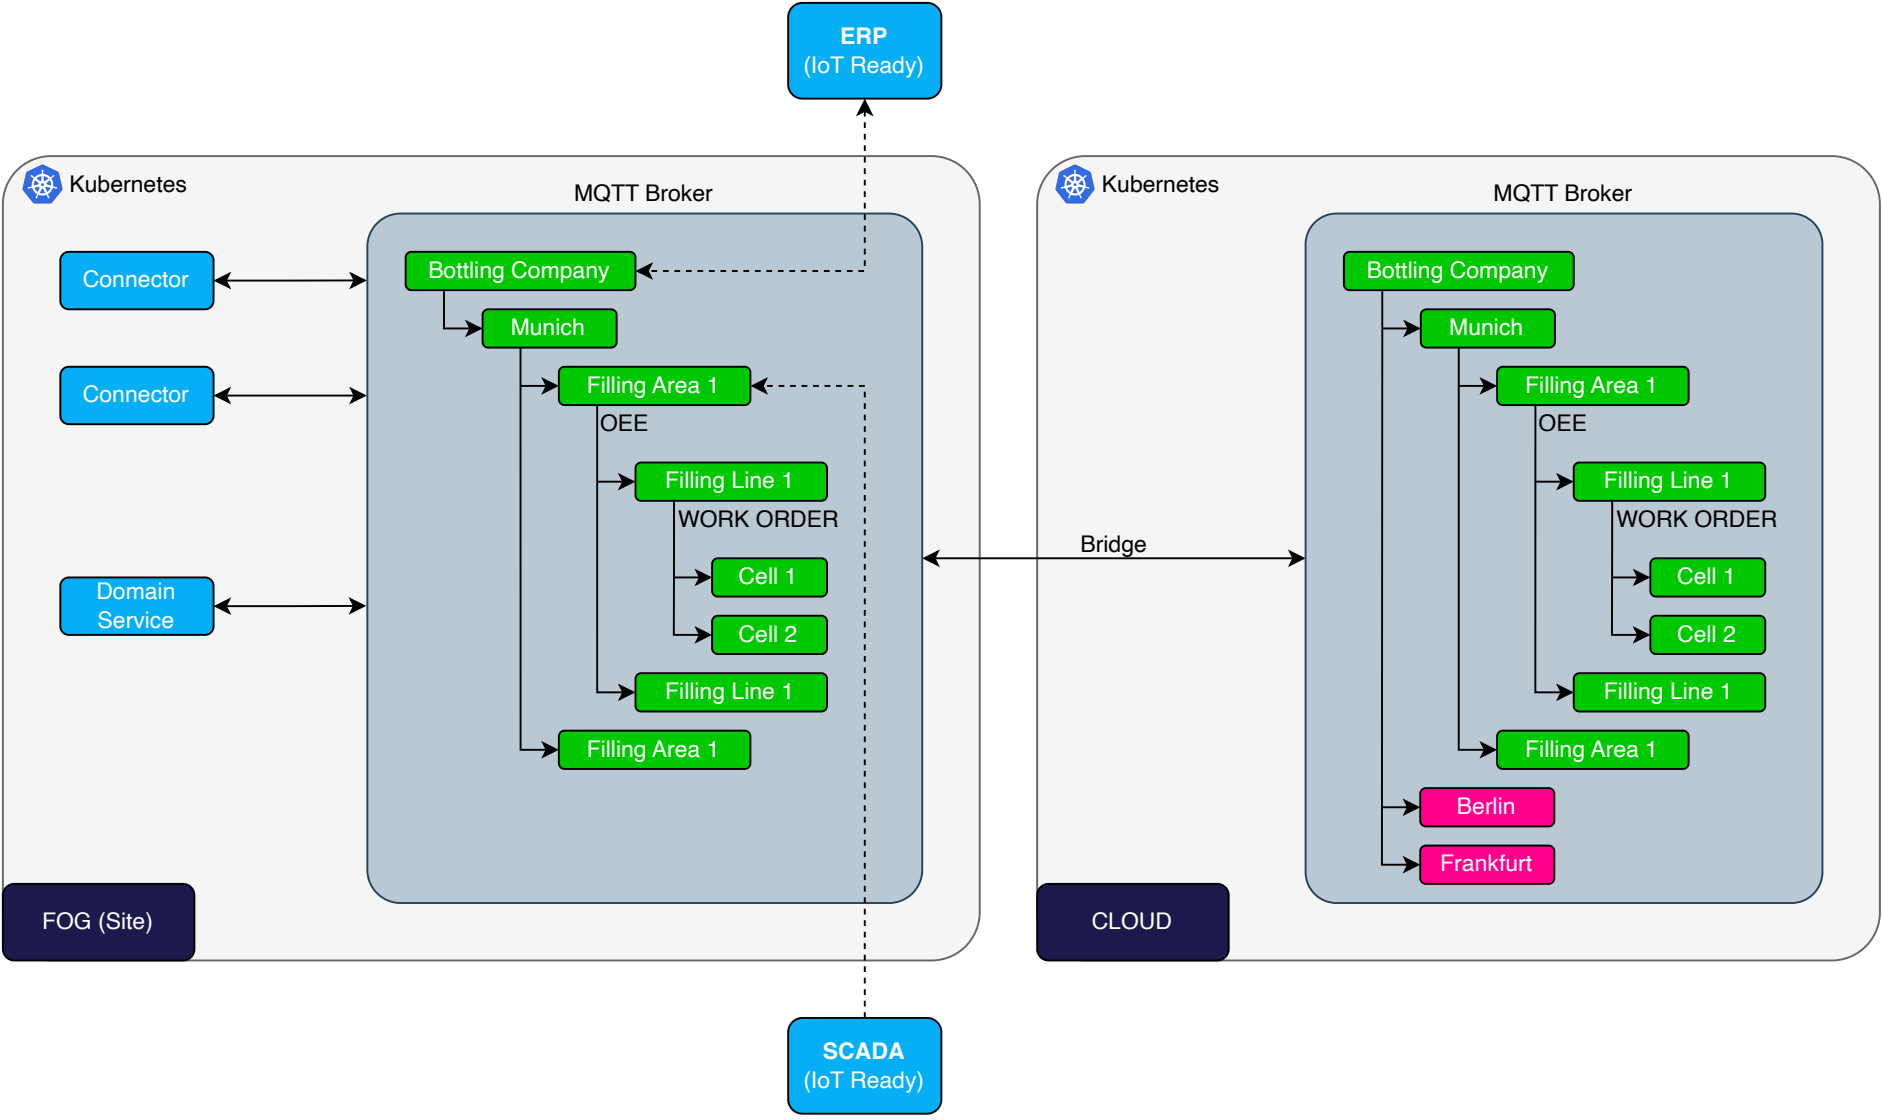 ERP
(IoT Ready)
Kubernetes
MQTT Broker
Connector
Connector
Domain
Service
Bottling Company
Munich
Filling Area 1
OEE
Filling Line 1
WORK ORDER
Cell 1
Cell 2
Filling Line 1
Filling Area 1
FOG (Site)
Bridge
Kubernetes
MQTT Broker
Bottling Company
Munich
Filling Area 1
OEE
Filling Line 1
WORK ORDER
Cell 1
Cell 2
Filling Line 1
Filling Area 1
Berlin
Frankfurt
CLOUD
SCADA
(IoT Ready)